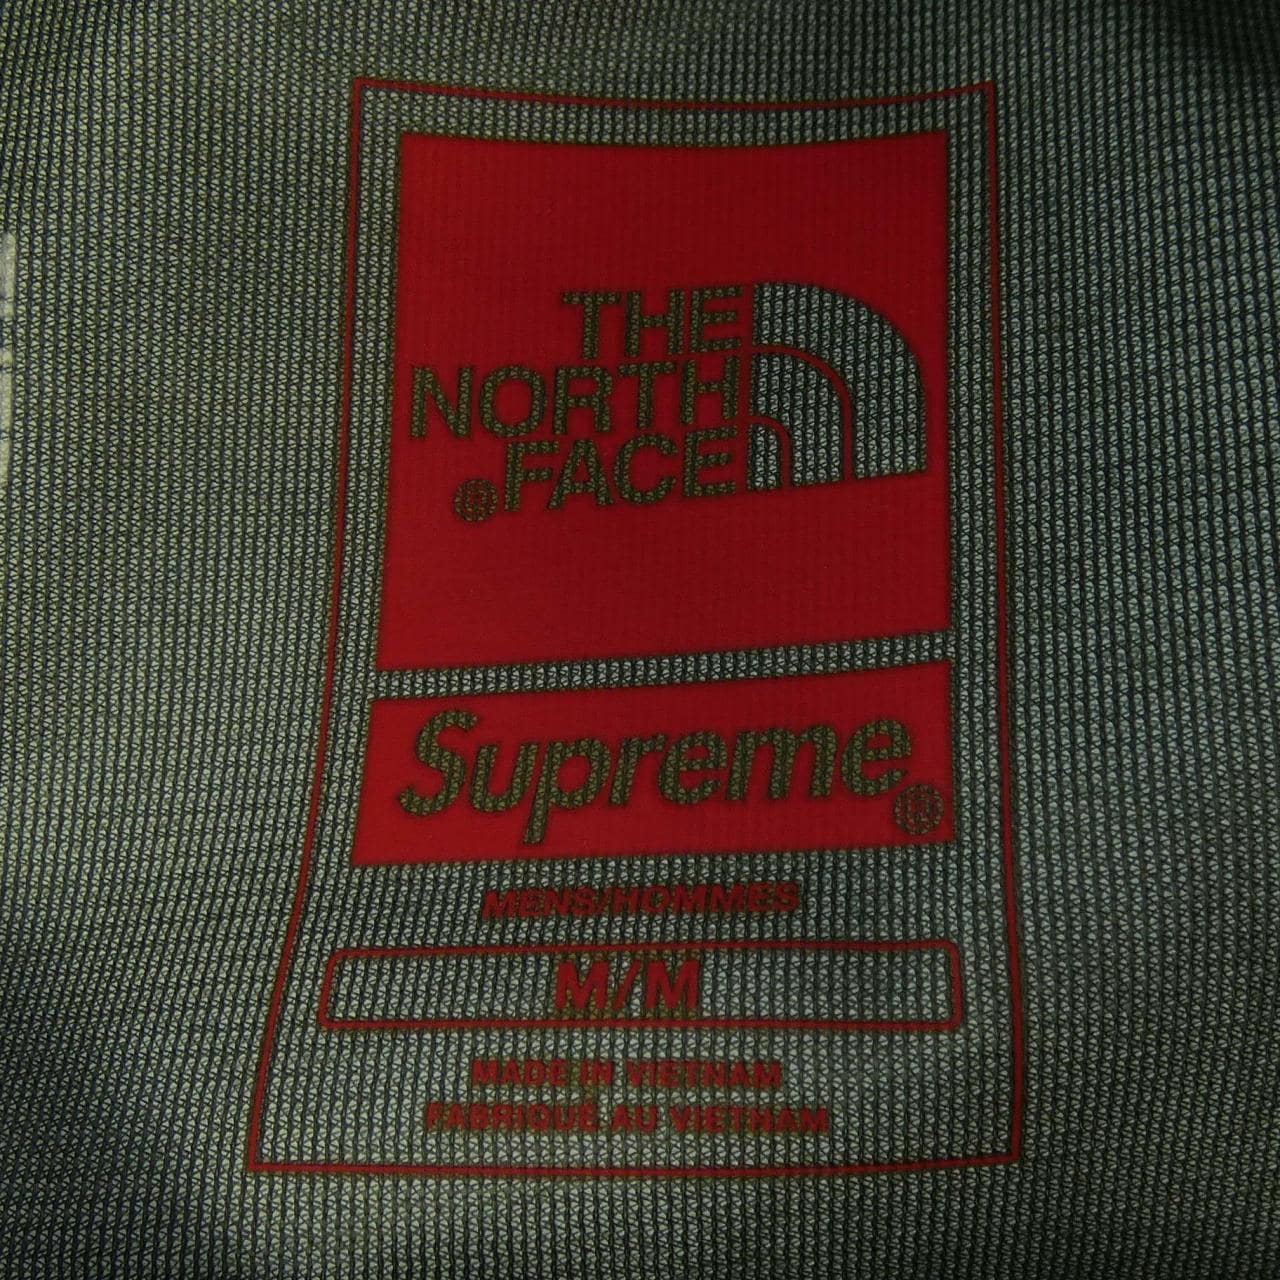 THE
NORTH
FACE
®
Supreme®
MENS/HOMMES
M/M
MADE IN VIETNAM
FABRIQUÉ AU VIETNAM